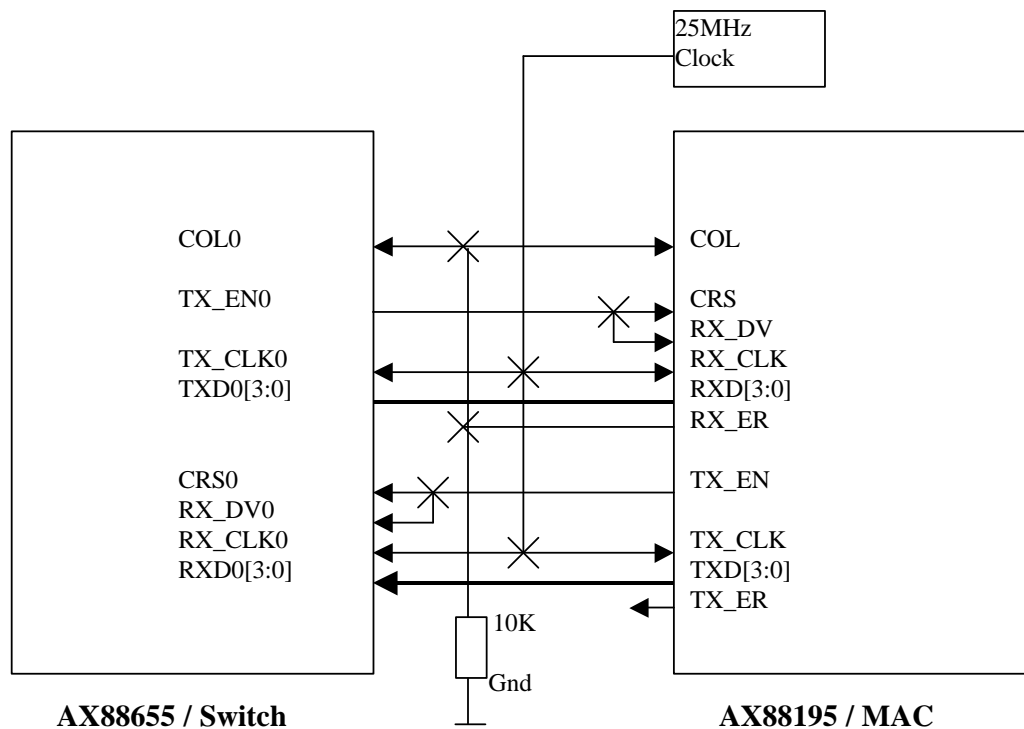 25MHz
Clock
COL0
TX_EN0
TX_CLK0
TXD0[3:0]
CRS0
RX_DV0
RX_CLK0
RXD0[3:0]
COL
CRS
RX_DV
RX_CLK
RXD[3:0]
RX_ER
TX_EN
TX_CLK
TXD[3:0]
TX_ER
10K
Gnd
AX88655 / Switch
AX88195 / MAC